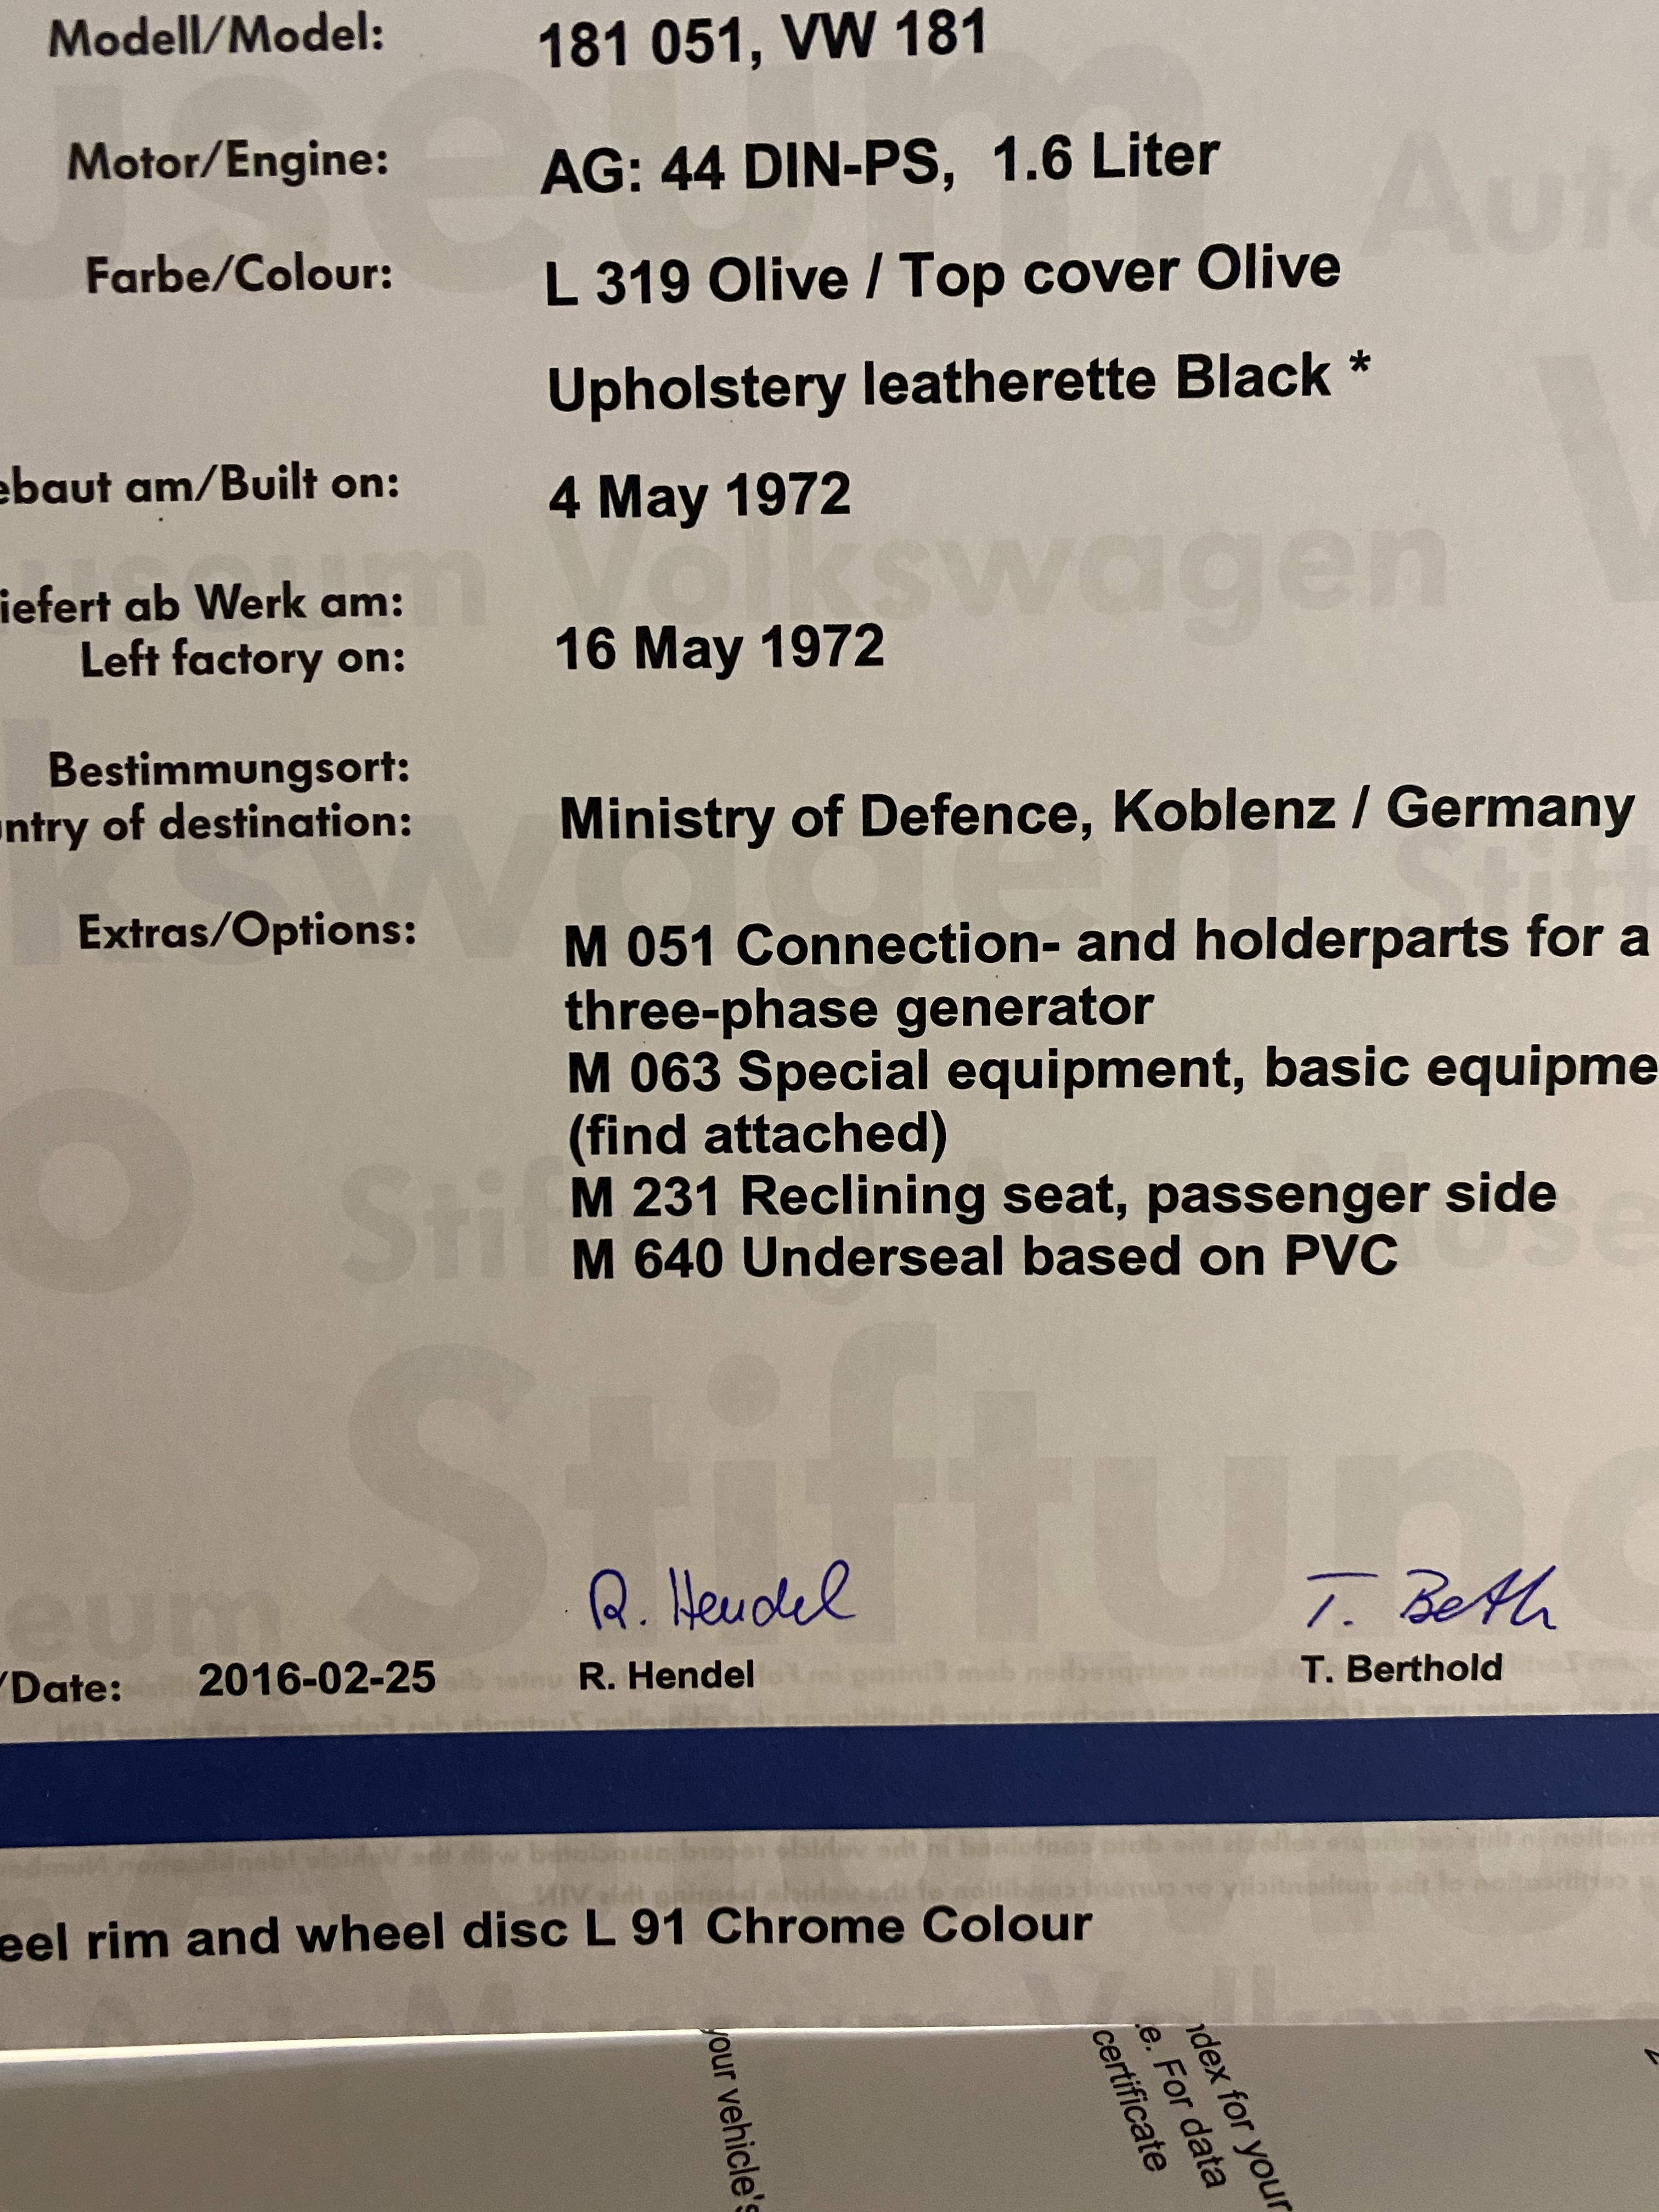 Modell/Model: 181 051, VW 181
Motor/Engine: AG: 44 DIN-PS, 1.6 Liter
Farbe/Colour: L 319 Olive / Top cover Olive
Upholstery leatherette Black *
ebaut am/Built on: 4 May 1972
iefert ab Werk am:
Left factory on: 16 May 1972
Bestimmungsort:
ntry of destination: Ministry of Defence, Koblenz / Germany
Extras/Options: M 051 Connection- and holderparts for a
three-phase generator
M 063 Special equipment, basic equipme
(find attached)
M 231 Reclining seat, passenger side
M 640 Underseal based on PVC
R. Hendel T. Berth
/Date: 2016-02-25 R. Hendel T. Berthold
eel rim and wheel disc L 91 Chrome Colour
your vehicle's
certificate
e. For data
ndex for your